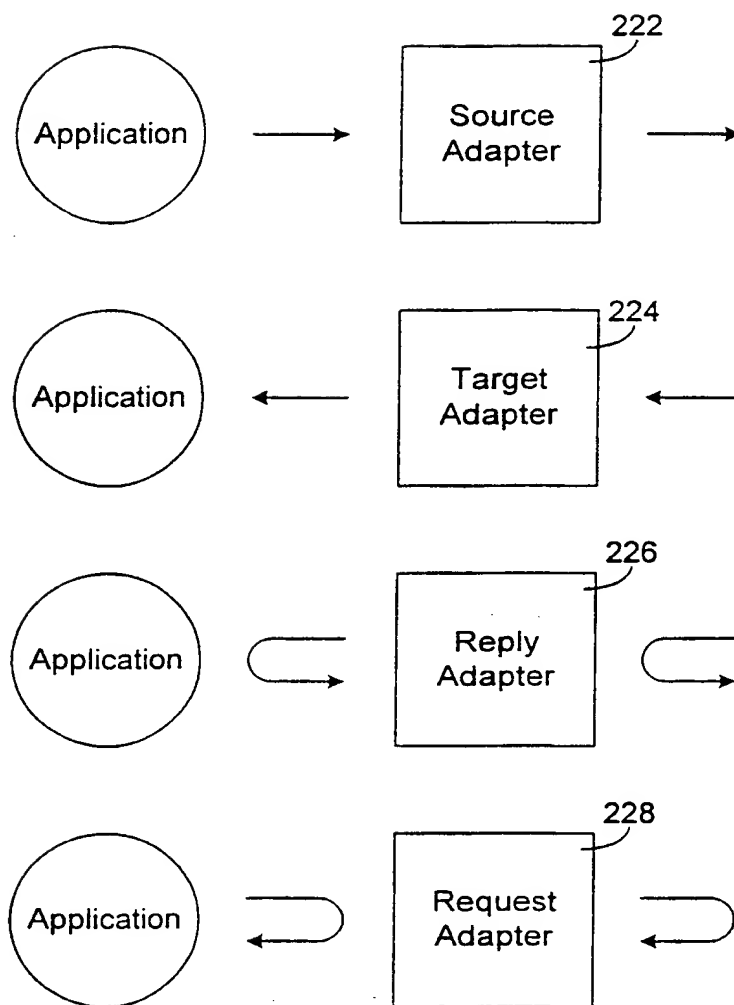 222
Application
Source
Adapter
224
Application
Target
Adapter
226
Application
Reply
Adapter
228
Application
Request
Adapter